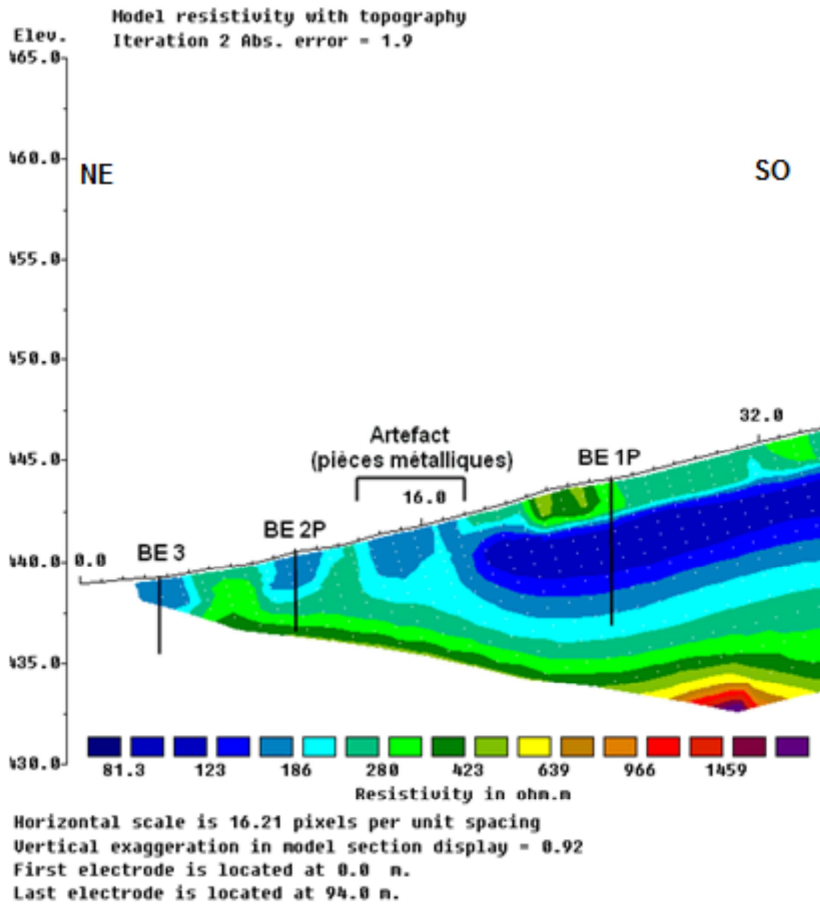 Model resistivity with topography
Elev. Iteration 2 Abs. error = 1.9
465.0
460.0
NE SO
455.0
450.0
32.0
Artefact
445.0 (pièces métalliques) BE 1P
16.0
BE 2P
440.0 0.0 BE 3
435.0
430.0
81.3 123 186 280 423 639 966 1459
Resistivity in ohm.m
Horizontal scale is 16.21 pixels per unit spacing
Vertical exaggeration in model section display = 0.92
First electrode is located at 0.0 m.
Last electrode is located at 94.0 m.